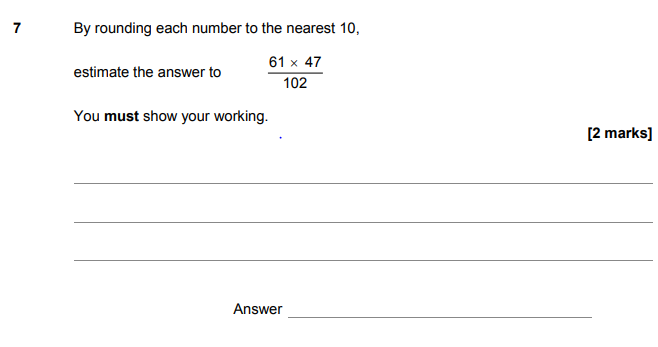 7 By rounding each number to the nearest 10,
estimate the answer to 61 × 47
102
You must show your working.
[2 marks]
Answer